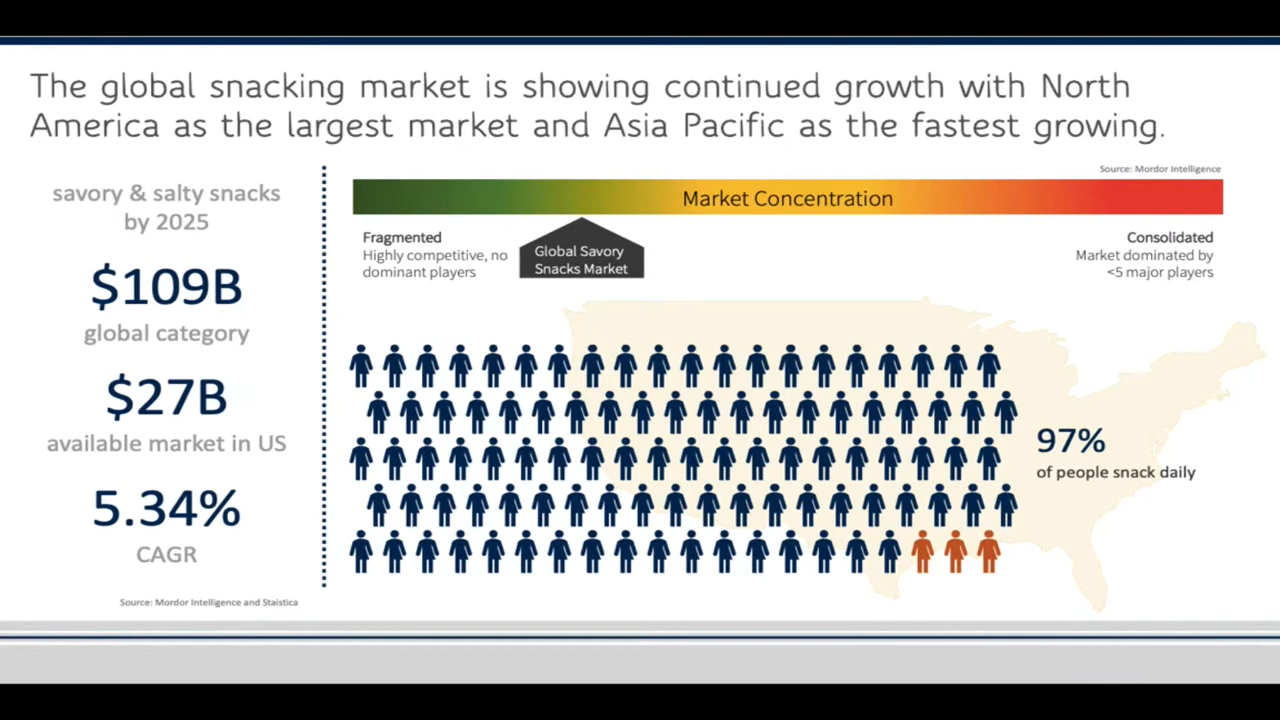 The global snacking market is showing continued growth with North
America as the largest market and Asia Pacific as the fastest growing.
savory & salty snacks
by 2025
$109B
global category
$27B
available market in US
5.34%
CAGR
Source: Mordor Intelligence and Staistica
Source: Mordor Intelligence
Market Concentration
Fragmented
Highly competitive, no
dominant players
Global Savory
Snacks Market
Consolidated
Market dominated by
<5 major players
97%
of people snack daily